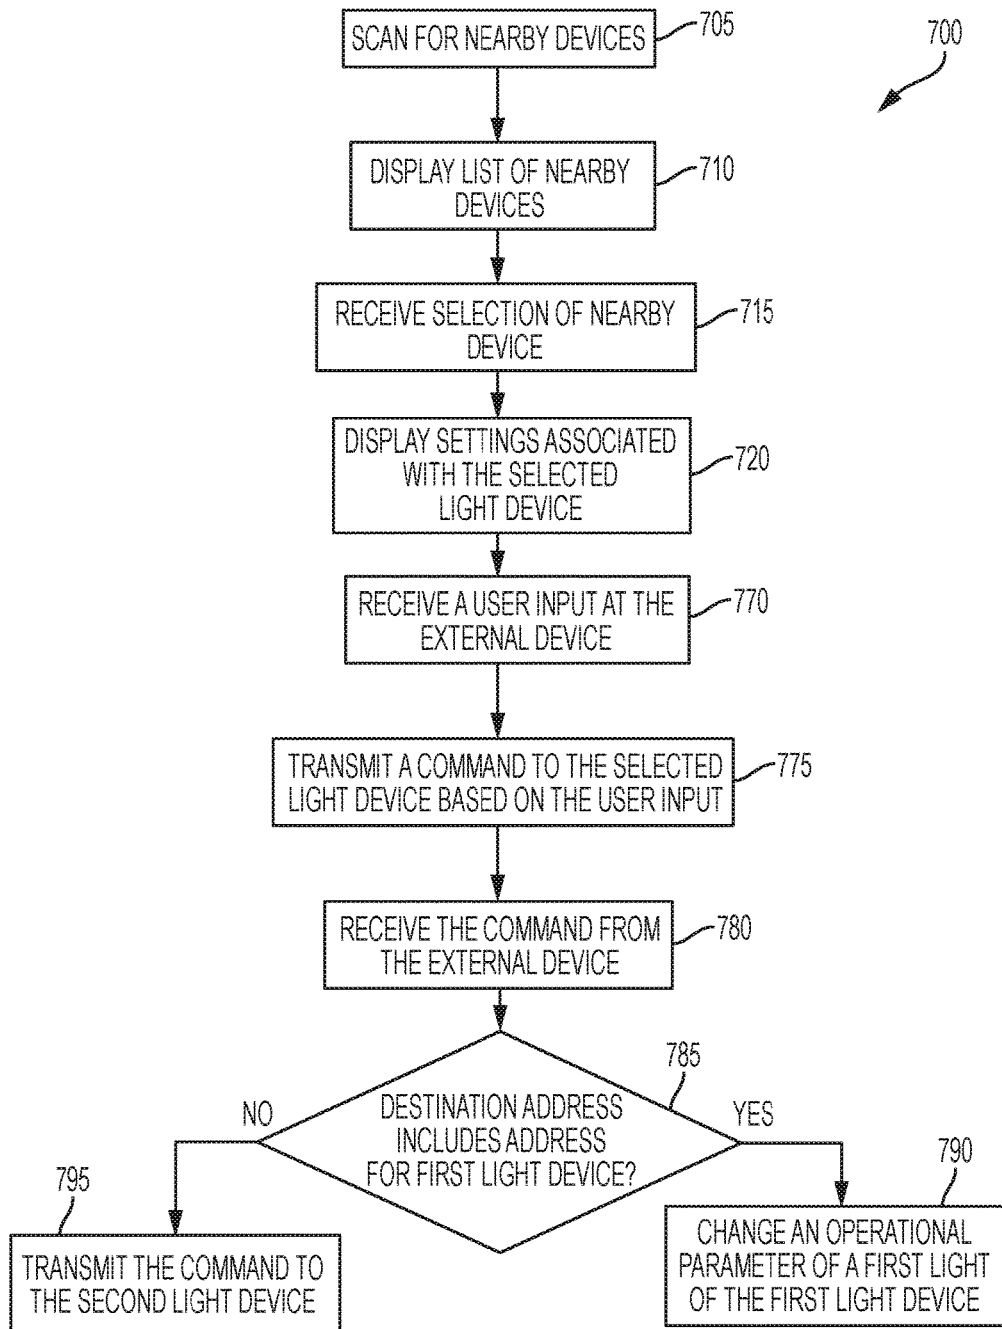 700
SCAN FOR NEARBY DEVICES
705
DISPLAY LIST OF NEARBY
DEVICES
710
RECEIVE SELECTION OF NEARBY
DEVICE
715
DISPLAY SETTINGS ASSOCIATED
WITH THE SELECTED
LIGHT DEVICE
720
RECEIVE A USER INPUT AT THE
EXTERNAL DEVICE
770
TRANSMIT A COMMAND TO THE SELECTED
LIGHT DEVICE BASED ON THE USER INPUT
775
RECEIVE THE COMMAND FROM
THE EXTERNAL DEVICE
780
DESTINATION ADDRESS
INCLUDES ADDRESS
FOR FIRST LIGHT DEVICE?
785
NO
YES
795
TRANSMIT THE COMMAND TO
THE SECOND LIGHT DEVICE
790
CHANGE AN OPERATIONAL
PARAMETER OF A FIRST LIGHT
OF THE FIRST LIGHT DEVICE